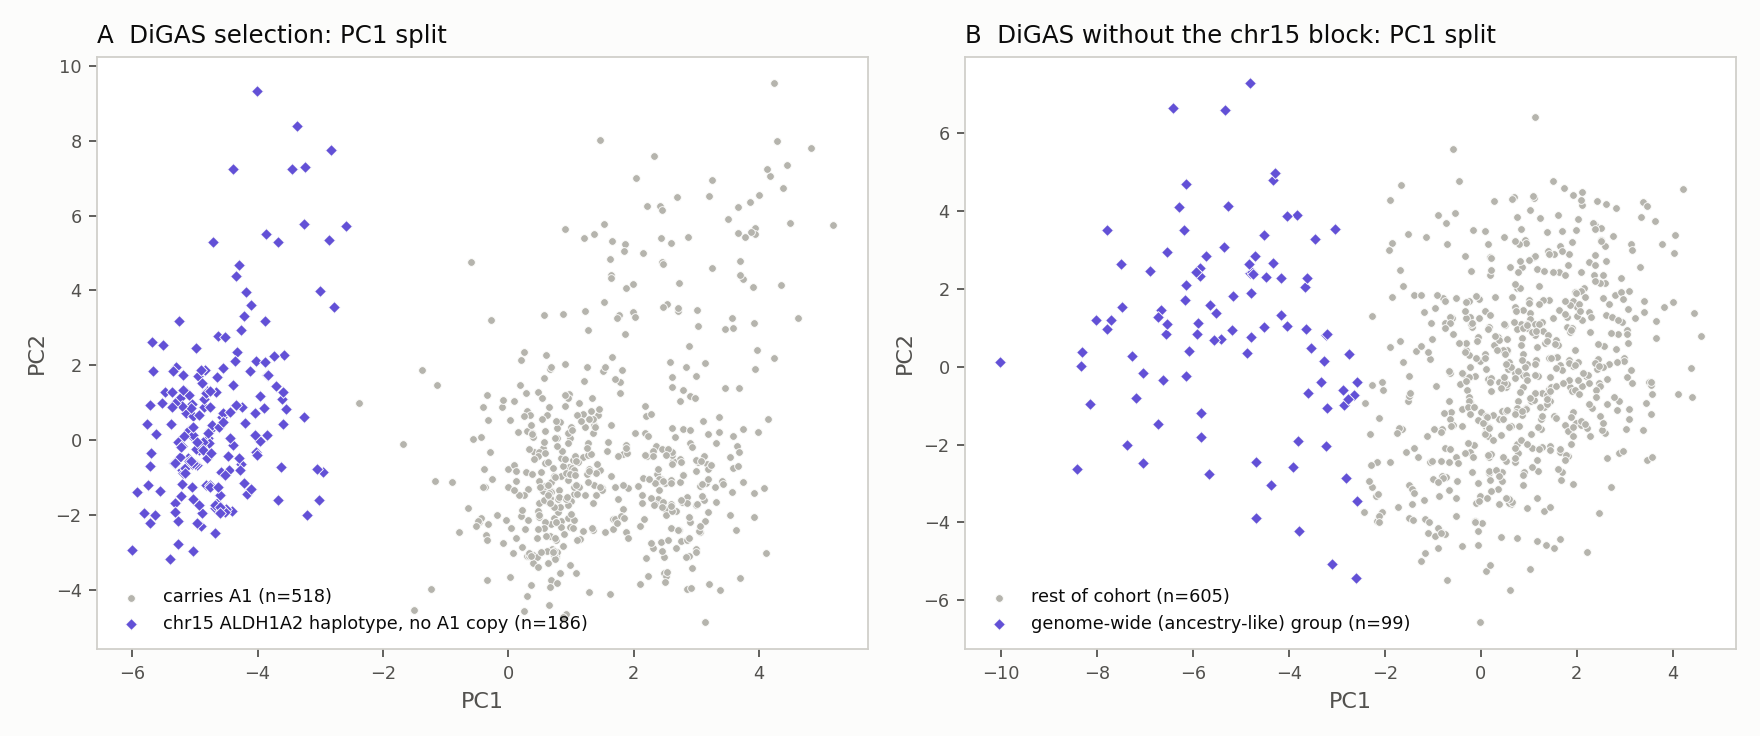 A DiGAS selection: PC1 split
10
8
6
4
2
0
−2
−4
PC2
carries A1 (n=518)
chr15 ALDH1A2 haplotype, no A1 copy (n=186)
−6
−4
−2
0
2
4
PC1
B DiGAS without the chr15 block: PC1 split
6
4
2
0
−2
−4
−6
PC2
rest of cohort (n=605)
genome-wide (ancestry-like) group (n=99)
−10
−8
−6
−4
−2
0
2
4
PC1